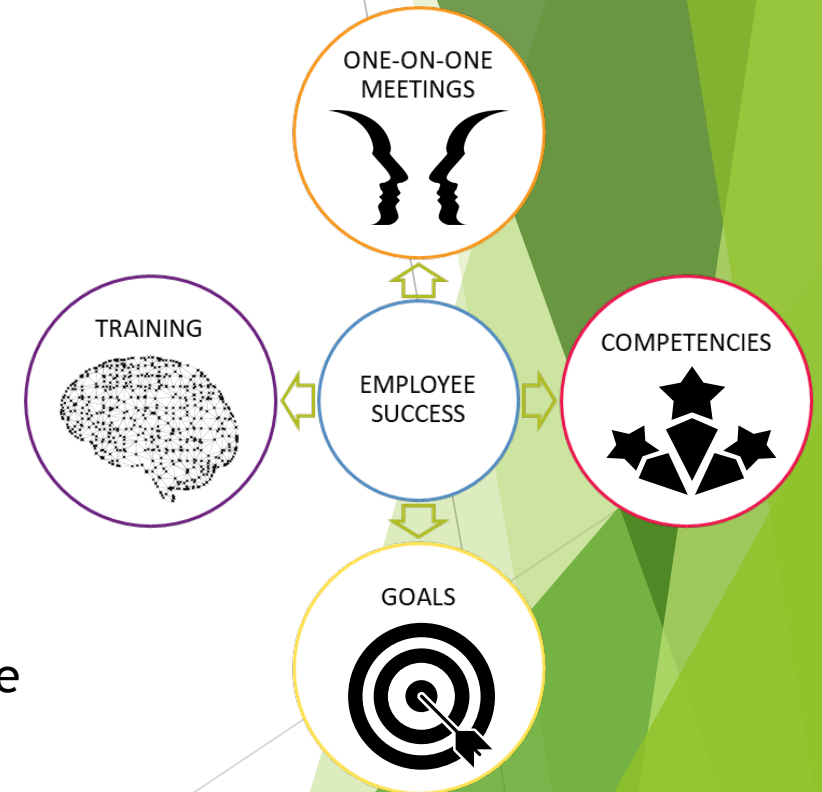 ONE-ON-ONE
MEETINGS
TRAINING
COMPETENCIES
EMPLOYEE
SUCCESS
GOALS